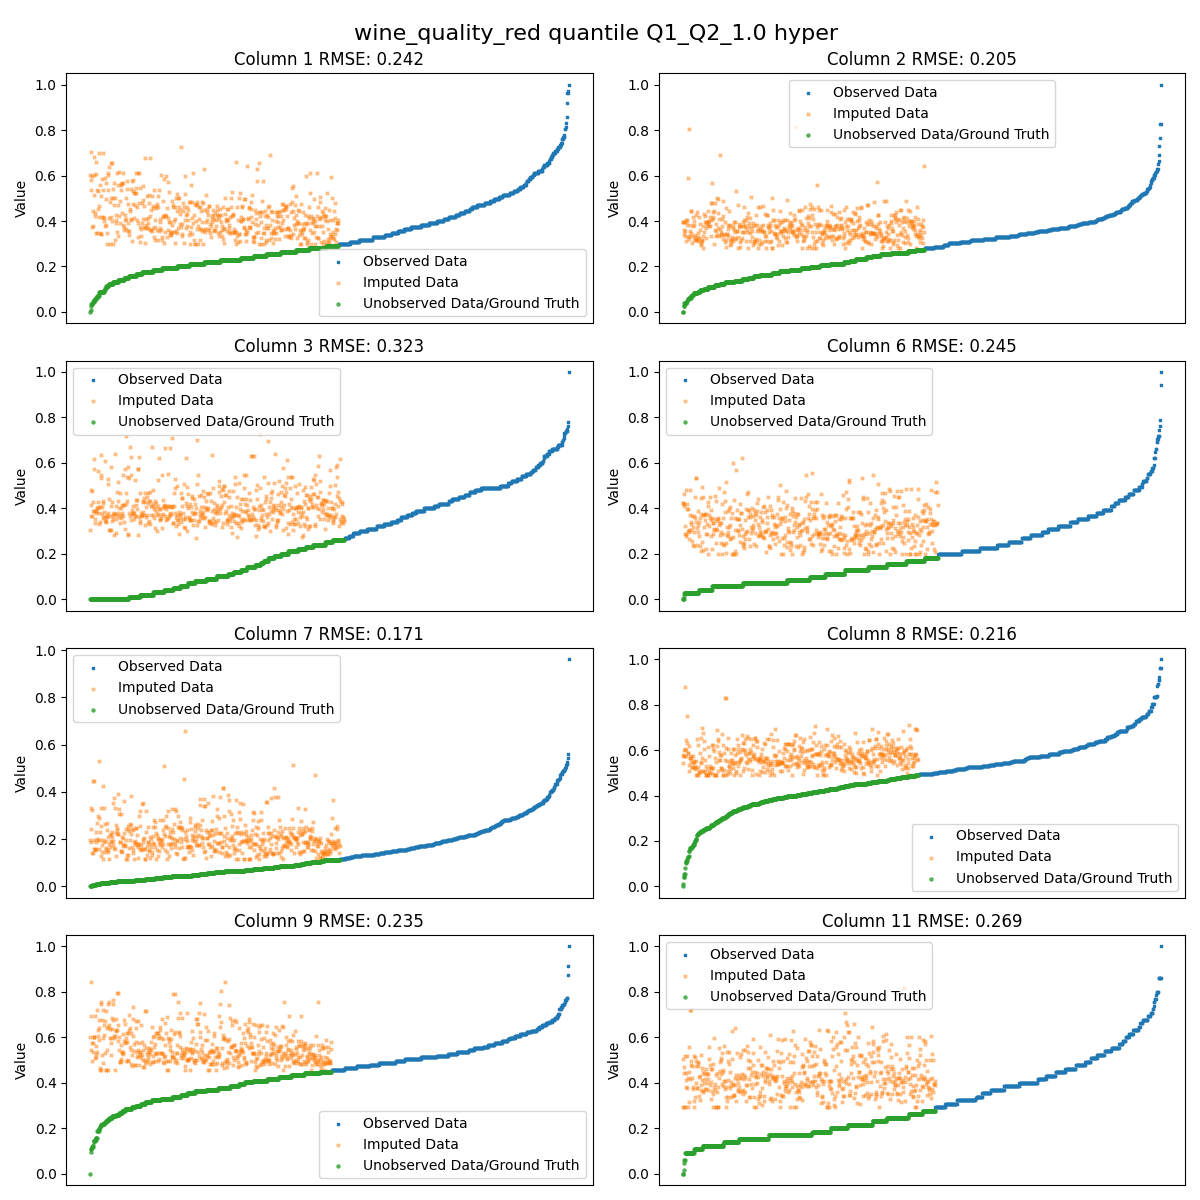 wine_quality_red quantile Q1_Q2_1.0 hyper
Column 1 RMSE: 0.242
Value
1.0
0.8
0.6
0.4
0.2
0.0
Observed Data
Imputed Data
Unobserved Data/Ground Truth
Column 2 RMSE: 0.205
Value
1.0
0.8
0.6
0.4
0.2
0.0
Observed Data
Imputed Data
Unobserved Data/Ground Truth
Column 3 RMSE: 0.323
Value
1.0
0.8
0.6
0.4
0.2
0.0
Observed Data
Imputed Data
Unobserved Data/Ground Truth
Column 6 RMSE: 0.245
Value
1.0
0.8
0.6
0.4
0.2
0.0
Observed Data
Imputed Data
Unobserved Data/Ground Truth
Column 7 RMSE: 0.171
Value
1.0
0.8
0.6
0.4
0.2
0.0
Observed Data
Imputed Data
Unobserved Data/Ground Truth
Column 8 RMSE: 0.216
Value
1.0
0.8
0.6
0.4
0.2
0.0
Observed Data
Imputed Data
Unobserved Data/Ground Truth
Column 9 RMSE: 0.235
Value
1.0
0.8
0.6
0.4
0.2
0.0
Observed Data
Imputed Data
Unobserved Data/Ground Truth
Column 11 RMSE: 0.269
Value
1.0
0.8
0.6
0.4
0.2
0.0
Observed Data
Imputed Data
Unobserved Data/Ground Truth